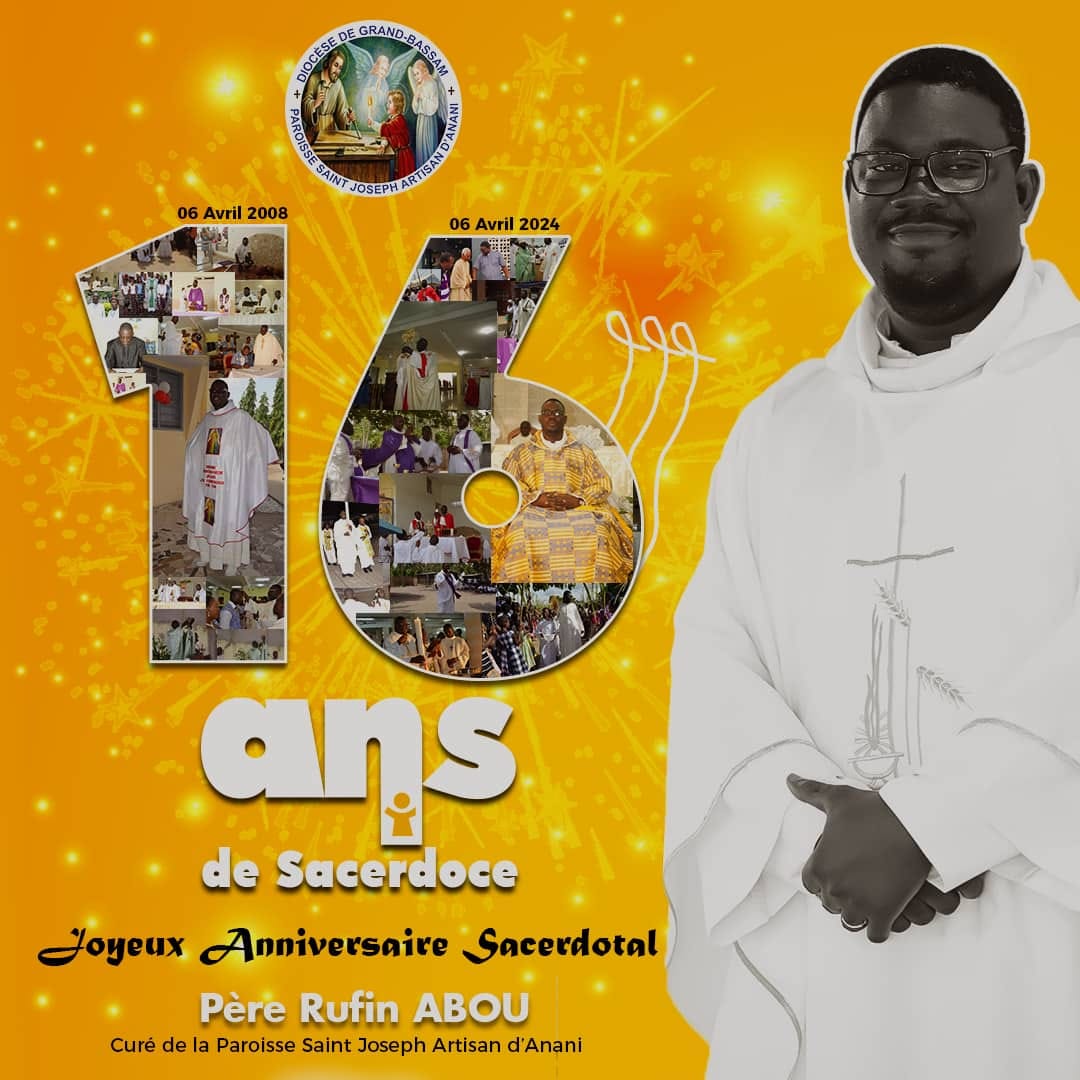 DIOCÈSE DE GRAND-BASSAM
PAROISSE SAINT JOSEPH ARTISAN D'ANANI
06 Avril 2008
06 Avril 2024
16
ans
de Sacerdoce
Joyeux Anniversaire Sacerdotal
Père Rufin ABOU
Curé de la Paroisse Saint Joseph Artisan d'Anani